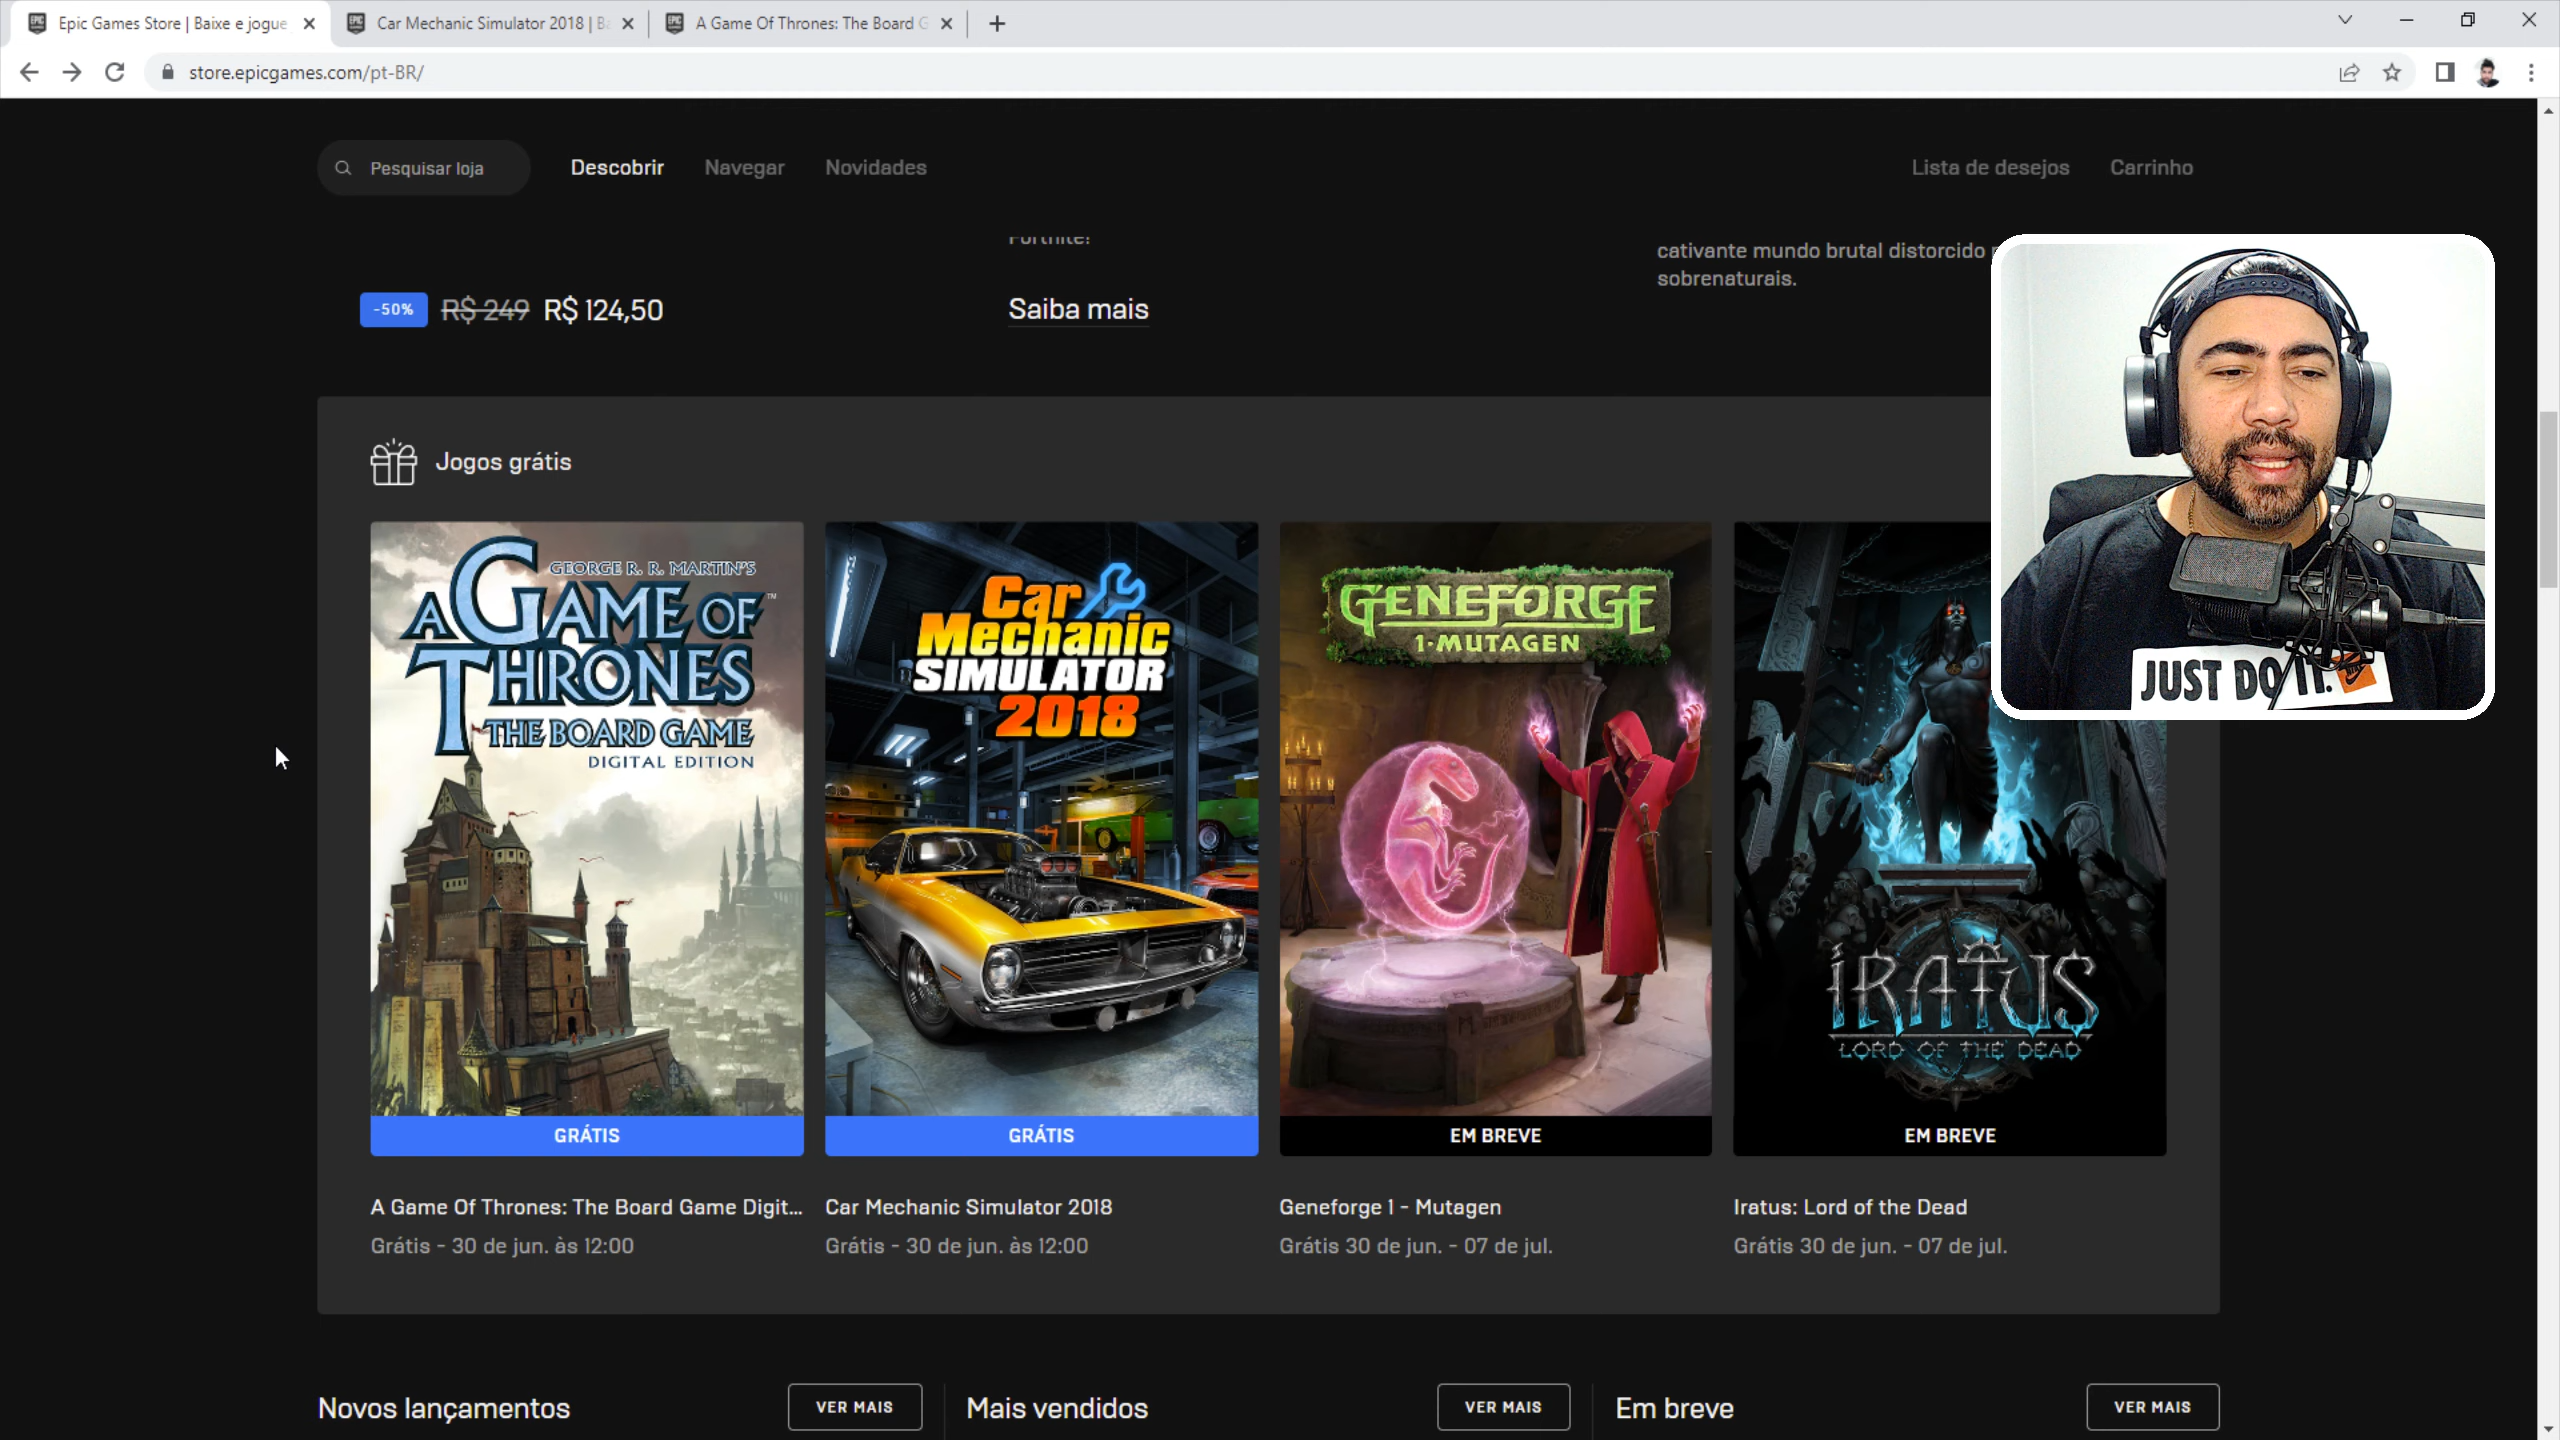 Epic Games Store | Baixe e jogue
Car Mechanic Simulator 2018 | Ba
A Game Of Thrones: The Board G
store.epicgames.com/pt-BR/
Pesquisar loja
Descobrir
Navegar
Novidades
Lista de desejos
Carrinho
Fortnite!
cativante mundo brutal distorcido
sobrenaturais.
-50% R$ 249 R$ 124,50
Saiba mais
Jogos grátis
GEORGE R. R. MARTIN'S
A GAME OF
THRONES
THE BOARD GAME
DIGITAL EDITION
Car
Mechanic
SIMULATOR
2018
GENEFORGE
1·MUTAGEN
JUST DO IT.
IRATUS
LORD OF THE DEAD
GRÁTIS
GRÁTIS
EM BREVE
EM BREVE
A Game Of Thrones: The Board Game Digit...
Grátis - 30 de jun. às 12:00
Car Mechanic Simulator 2018
Grátis - 30 de jun. às 12:00
Geneforge 1 - Mutagen
Grátis 30 de jun. - 07 de jul.
Iratus: Lord of the Dead
Grátis 30 de jun. - 07 de jul.
Novos lançamentos
VER MAIS
Mais vendidos
VER MAIS
Em breve
VER MAIS